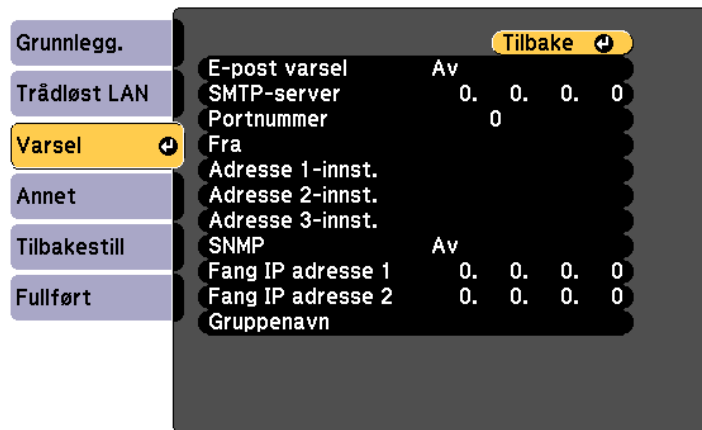 Grunnlegg.
Trådløst LAN
Varsel
Annet
Tilbakestill
Fullført
Tilbake
E-post varsel Av
SMTP-server 0. 0. 0. 0
Portnummer 0
Fra
Adresse 1-innst.
Adresse 2-innst.
Adresse 3-innst.
SNMP Av
Fang IP adresse 1 0. 0. 0. 0
Fang IP adresse 2 0. 0. 0. 0
Gruppenavn